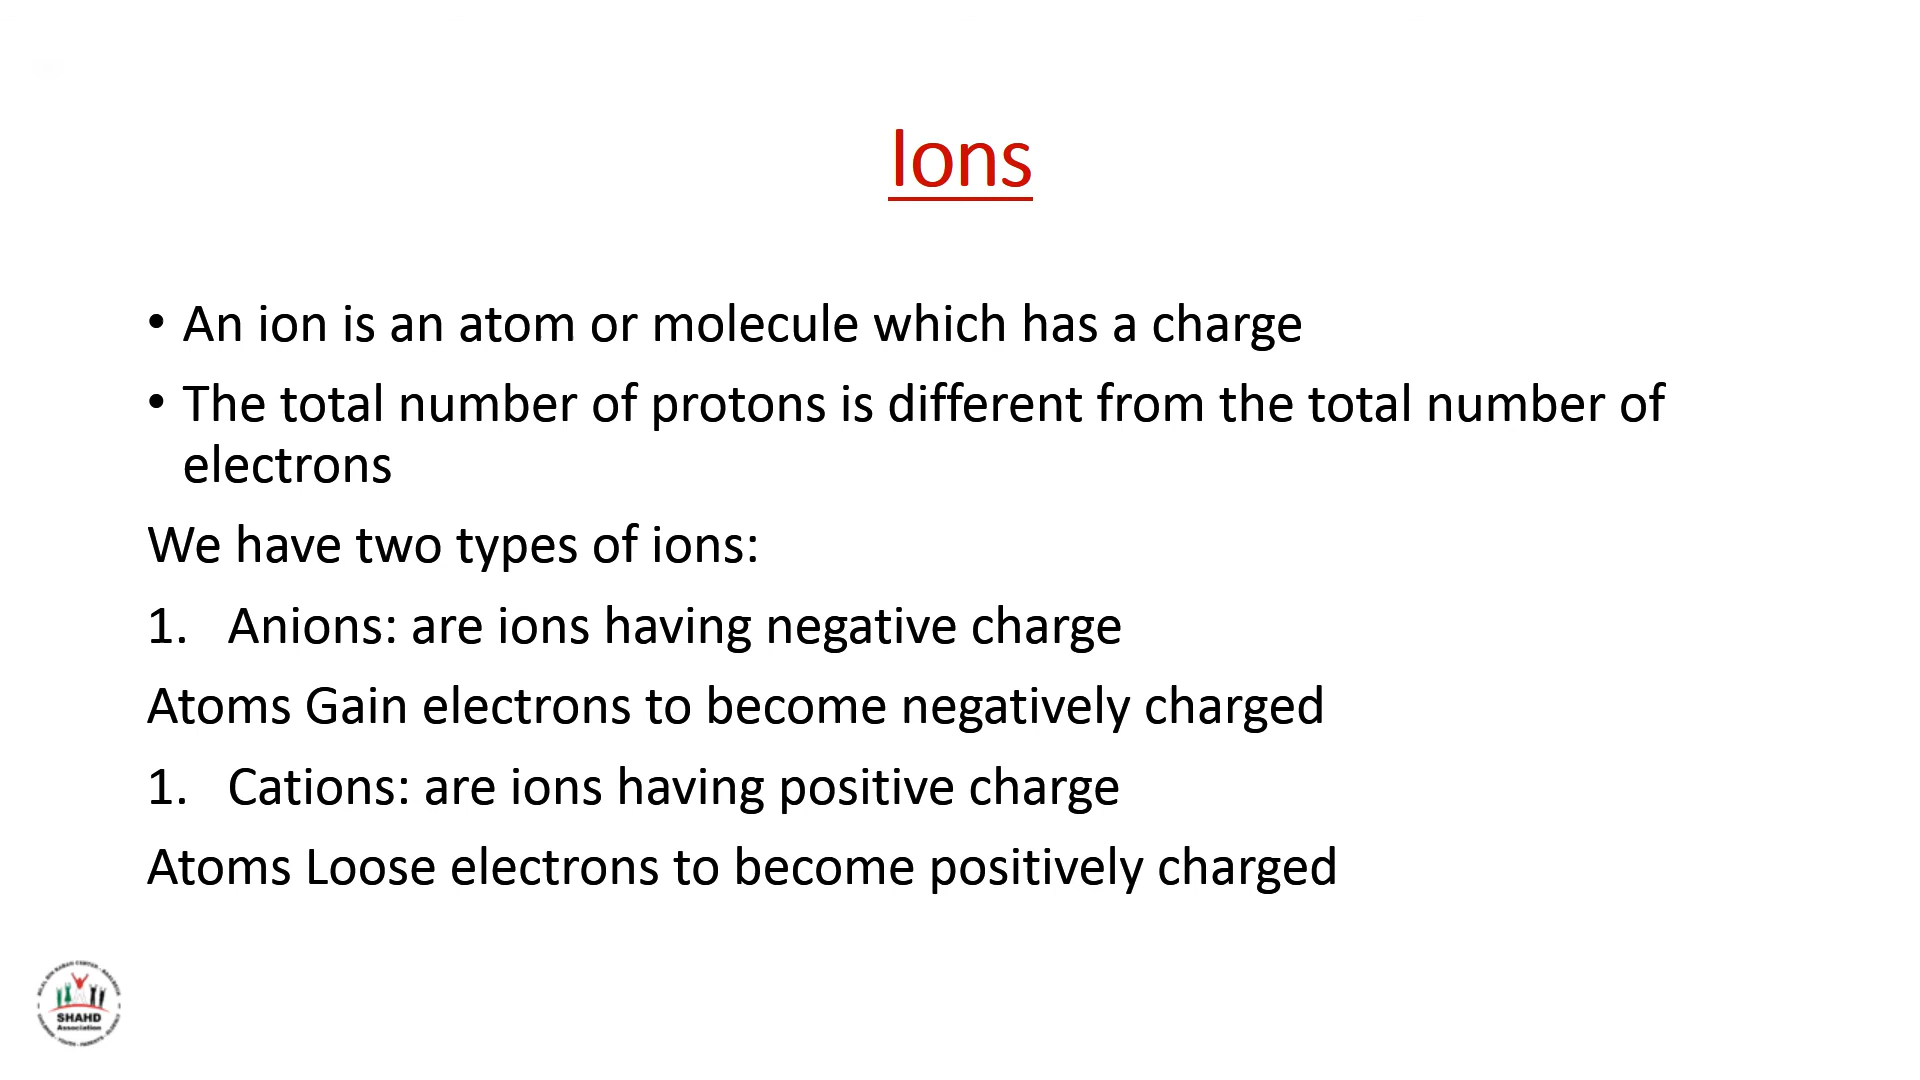 Ions
• An ion is an atom or molecule which has a charge
• The total number of protons is different from the total number of
electrons
We have two types of ions:
1. Anions: are ions having negative charge
Atoms Gain electrons to become negatively charged
1. Cations: are ions having positive charge
Atoms Loose electrons to become positively charged
SHAHD
Association